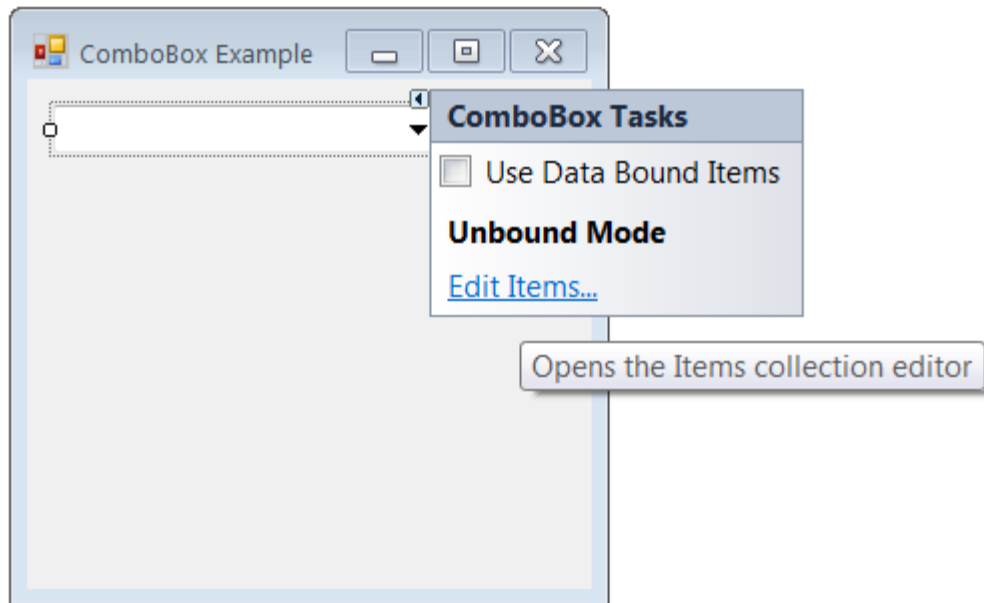 ComboBox Example
ComboBox Tasks
Use Data Bound Items
Unbound Mode
Edit Items...
Opens the Items collection editor